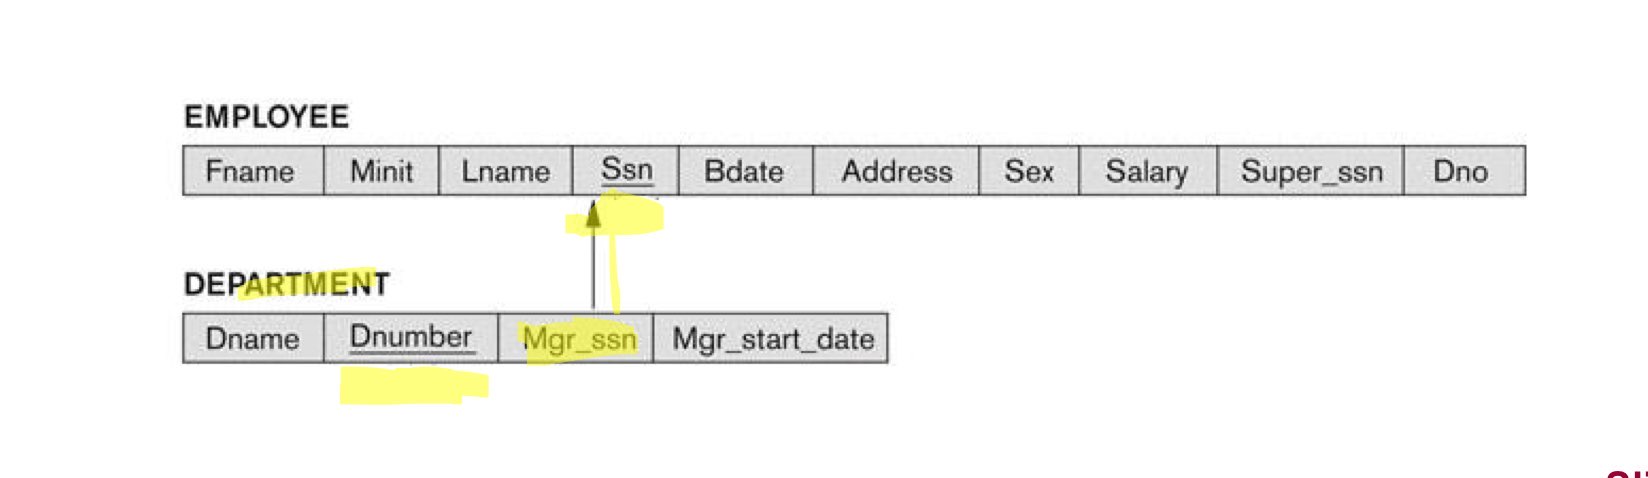 EMPLOYEE
Fname Minit Lname Ssn Bdate Address Sex Salary Super_ssn Dno
DEPARTMENT
Dname Dnumber Mgr_ssn Mgr_start_date